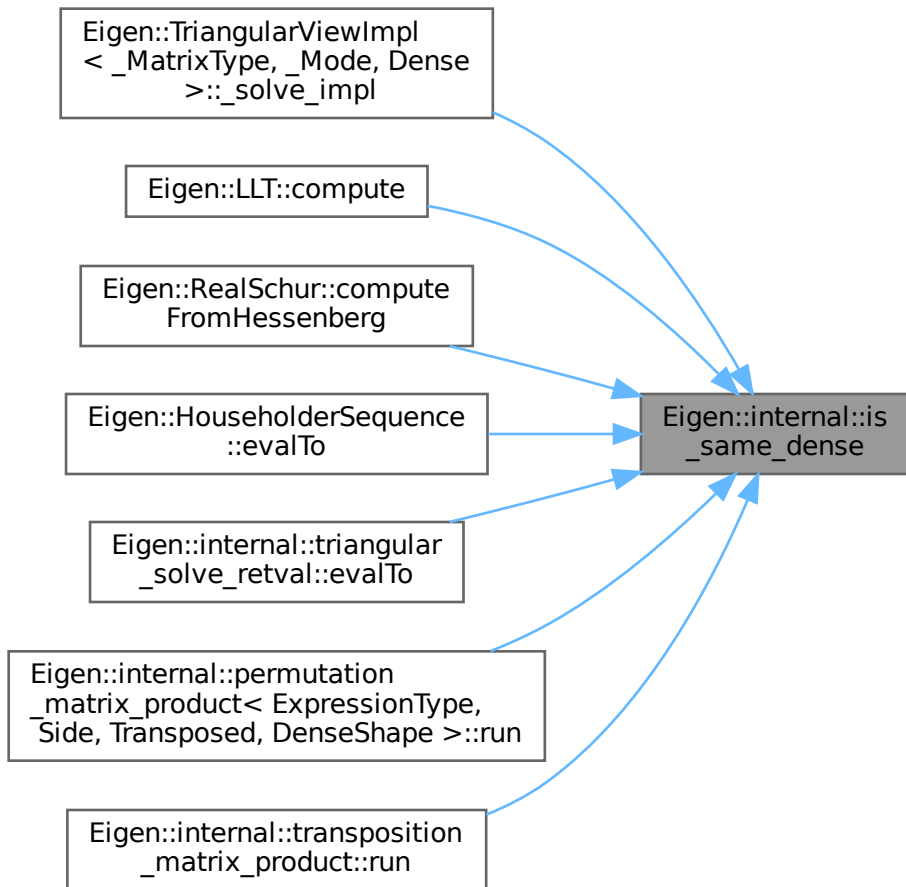 Eigen::TriangularViewImpl
< _MatrixType, _Mode, Dense
>::_solve_impl
Eigen::LLT::compute
Eigen::RealSchur::compute
FromHessenberg
Eigen::HouseholderSequence
::evalTo
Eigen::internal::is
_same_dense
Eigen::internal::triangular
_solve_retval::evalTo
Eigen::internal::permutation
_matrix_product< ExpressionType,
Side, Transposed, DenseShape >::run
Eigen::internal::transposition
_matrix_product::run